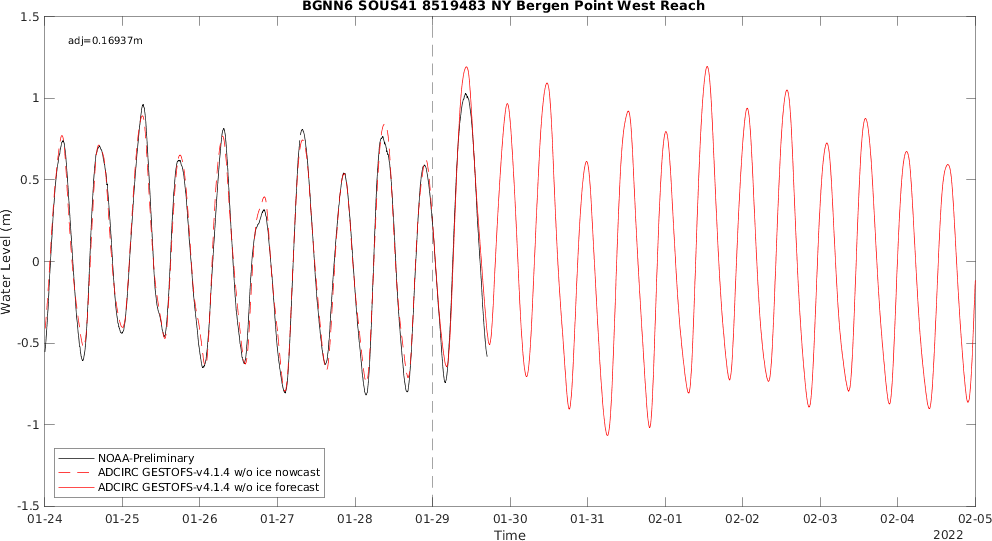 BGNN6 SOUS41 8519483 NY Bergen Point West Reach
adj=0.16937m
1.5
1
0.5
0
-0.5
-1
-1.5
Water Level (m)
NOAA-Preliminary
ADCIRC GESTOFS-v4.1.4 w/o ice nowcast
ADCIRC GESTOFS-v4.1.4 w/o ice forecast
01-24 01-25 01-26 01-27 01-28 01-29 01-30 01-31 02-01 02-02 02-03 02-04 02-05
Time
2022